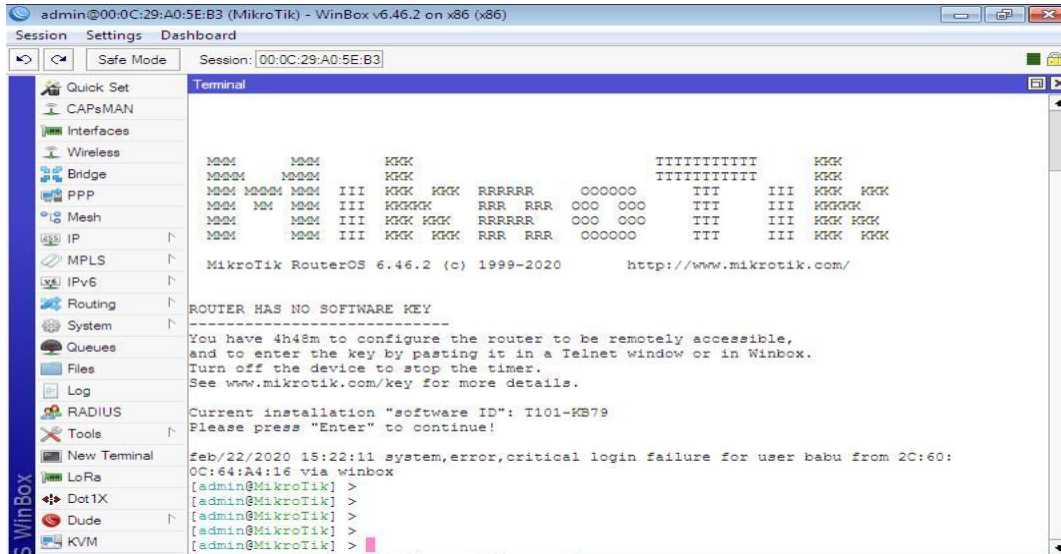 admin@00:0C:29:A0:5E:B3 (MikroTik) - WinBox v6.46.2 on x86 (x86)
Session Settings Dashboard
Safe Mode Session: 00:0C:29:A0:5E:B3
Quick Set
CAPsMAN
Interfaces
Wireless
Bridge
PPP
Mesh
IP
MPLS
IPv6
Routing
System
Queues
Files
Log
RADIUS
Tools
New Terminal
LoRa
Dot1X
Dude
KVM
S WinBox
Terminal
MMM      MMM       KKK                          TTTTTTTTTTT      KKK
MMMM    MMMM       KKK                          TTTTTTTTTTT      KKK
MMM MMMM MMM  III  KKK  KKK  RRRRRR     OOOOOO      TTT     III  KKK  KKK
MMM  MM  MMM  III  KKKKK     RRR  RRR  OOO  OOO     TTT     III  KKKKK
MMM      MMM  III  KKK KKK   RRRRRR    OOO  OOO     TTT     III  KKK KKK
MMM      MMM  III  KKK  KKK  RRR  RRR   OOOOOO      TTT     III  KKK  KKK
MikroTik RouterOS 6.46.2 (c) 1999-2020       http://www.mikrotik.com/
ROUTER HAS NO SOFTWARE KEY
----------------------------
You have 4h48m to configure the router to be remotely accessible,
and to enter the key by pasting it in a Telnet window or in Winbox.
Turn off the device to stop the timer.
See www.mikrotik.com/key for more details.
Current installation "software ID": T101-KB79
Please press "Enter" to continue!
feb/22/2020 15:22:11 system,error,critical login failure for user babu from 2C:60:
0C:64:A4:16 via winbox
[admin@MikroTik] >
[admin@MikroTik] >
[admin@MikroTik] >
[admin@MikroTik] >
[admin@MikroTik] >